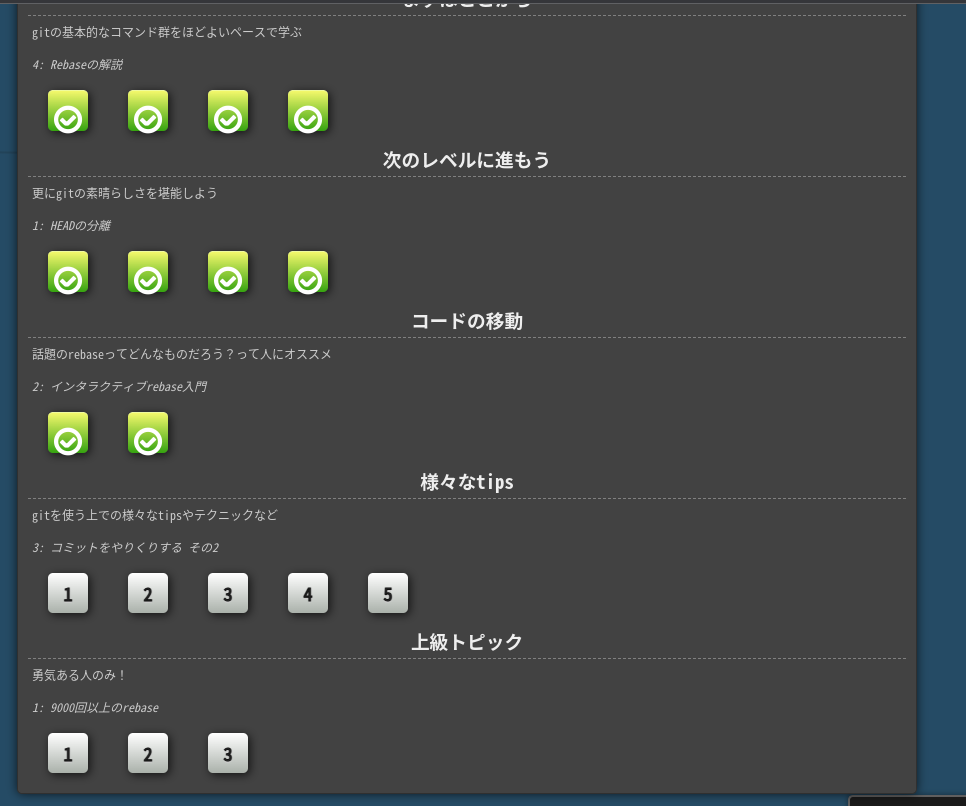 gitの基本的なコマンド群をほどよいペースで学ぶ
4: Rebaseの解説
次のレベルに進もう
更にgitの素晴らしさを堪能しよう
1: HEADの分離
コードの移動
話題のrebaseってどんなものだろう？って人にオススメ
2: インタラクティブrebase入門
様々なtips
gitを使う上での様々なtipsやテクニックなど
3: コミットをやりくりする その2
1 2 3 4 5
上級トピック
勇気ある人のみ！
1: 9000回以上のrebase
1 2 3